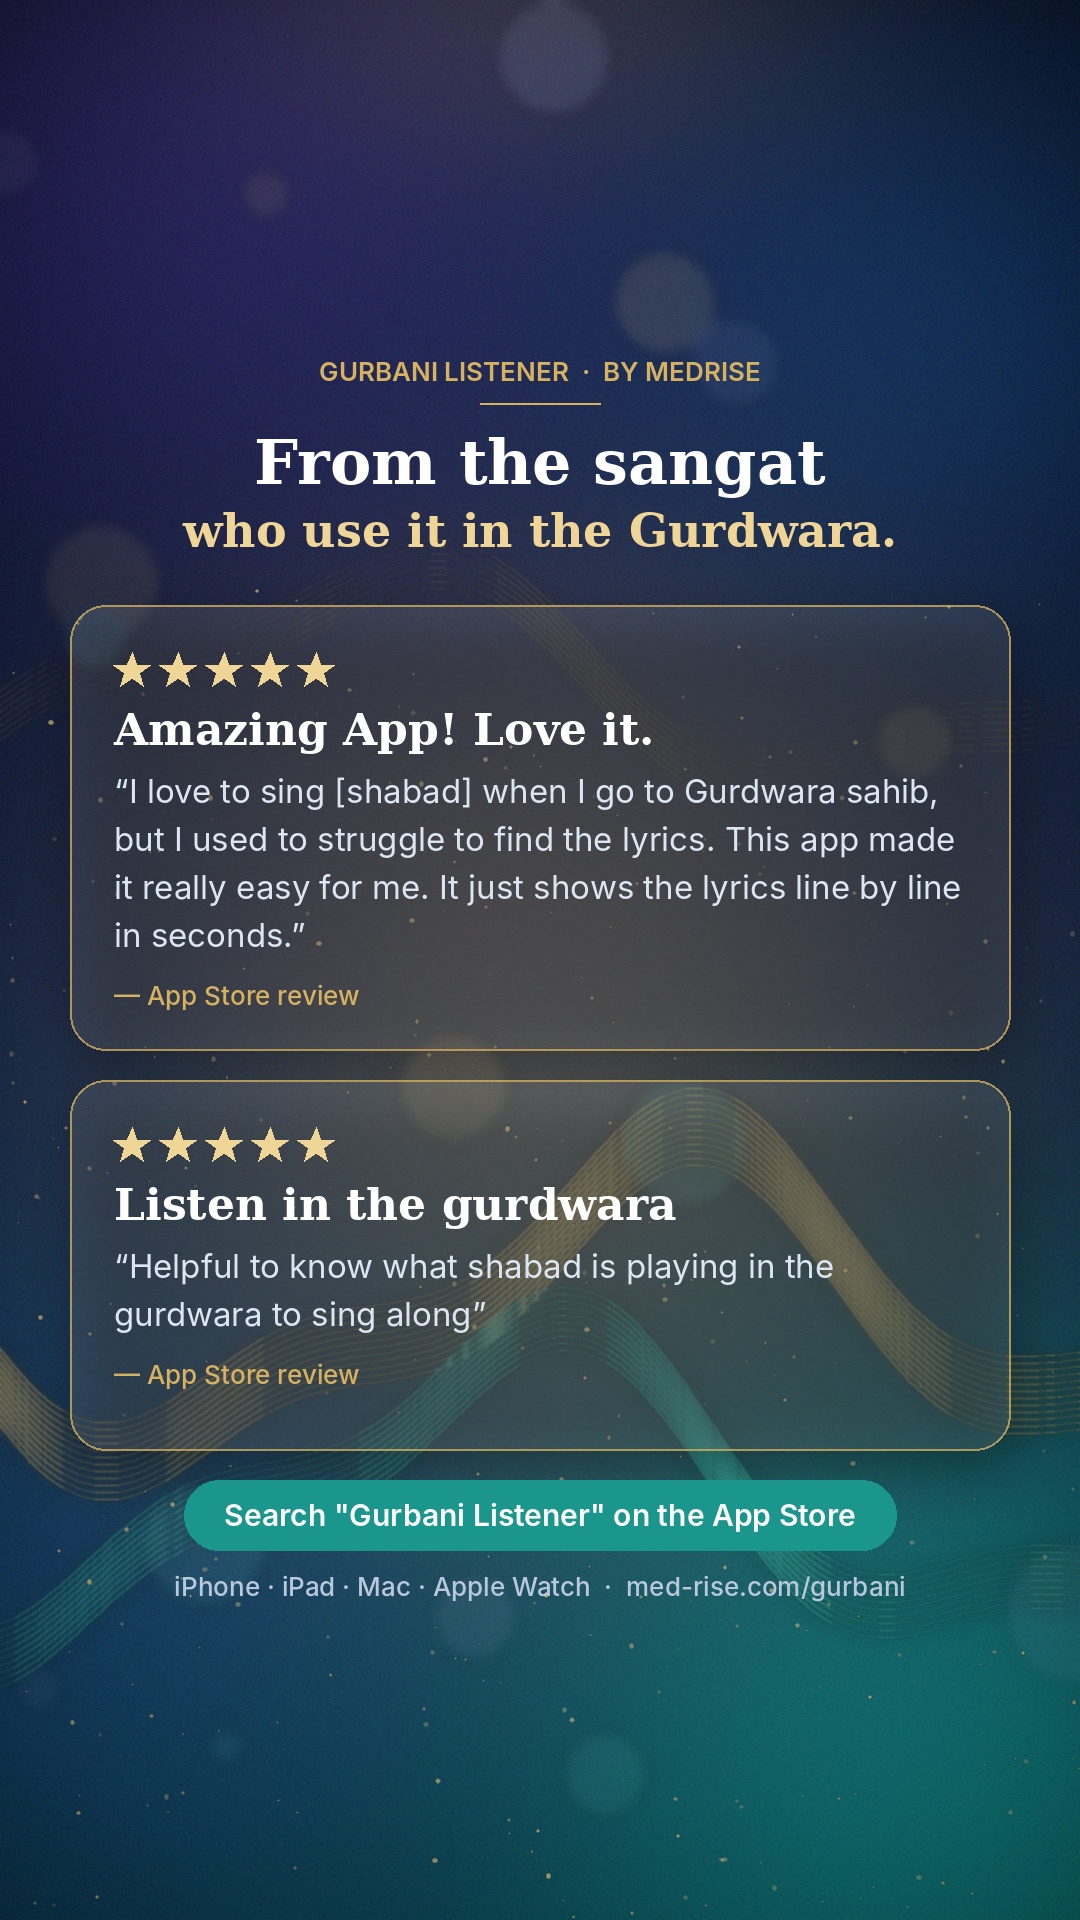 GURBANI LISTENER · BY MEDRISE
From the sangat
who use it in the Gurdwara.
★★★★★
Amazing App! Love it.
“I love to sing [shabad] when I go to Gurdwara sahib,
but I used to struggle to find the lyrics. This app made
it really easy for me. It just shows the lyrics line by line
in seconds.”
— App Store review
★★★★★
Listen in the gurdwara
“Helpful to know what shabad is playing in the
gurdwara to sing along”
— App Store review
Search "Gurbani Listener" on the App Store
iPhone · iPad · Mac · Apple Watch · med-rise.com/gurbani